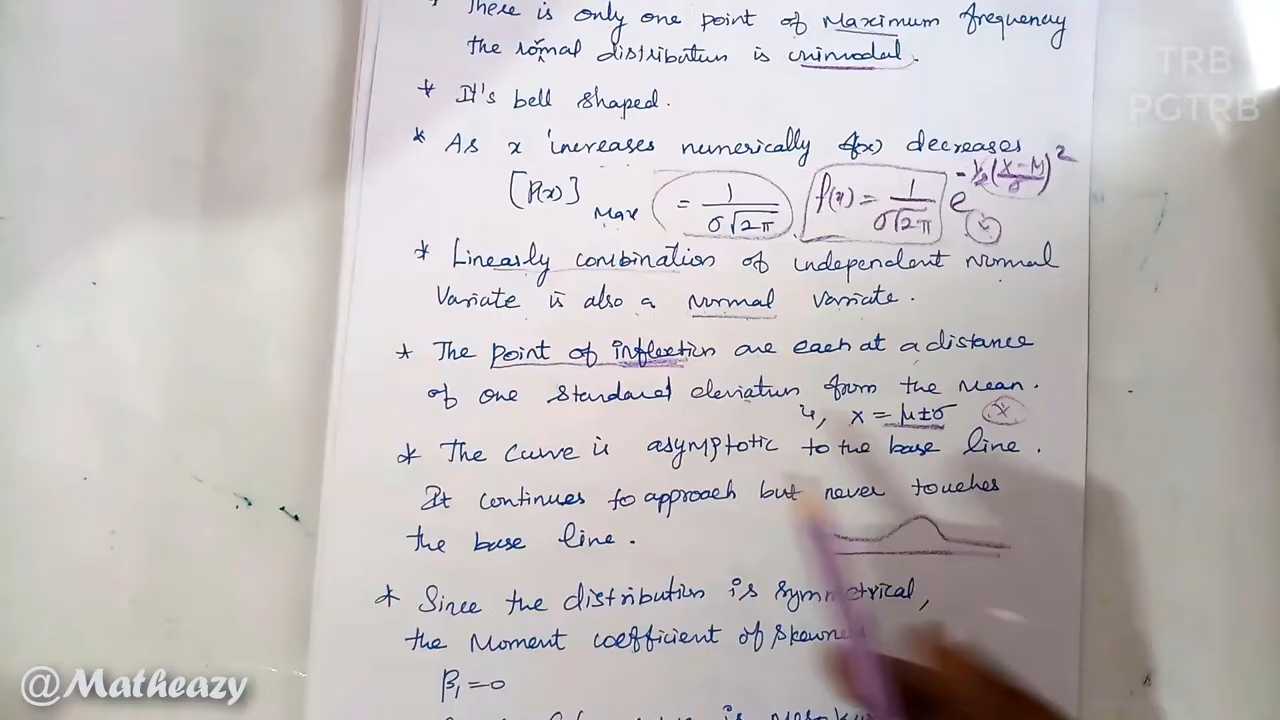 * There is only one point of Maximum frequency
the normal distribution is unimodal.
* It's bell shaped.
* As x increases numerically f(x) decreases
[P(x)] Max = 1/σ√2π . f(x) = 1/σ√2π e^-½(x-μ/σ)^2
* Linearly combination of independent normal
variate is also a normal variate.
* The point of inflection are each at a distance
of one standard deviation from the mean.
x = μ±σ
* The curve is asymptotic to the base line.
It continues to approach but never touches
the base line.
* Since the distribution is symmetrical,
the Moment coefficient of
β₁=0
is
TRB
PGTRB
@Matheazy